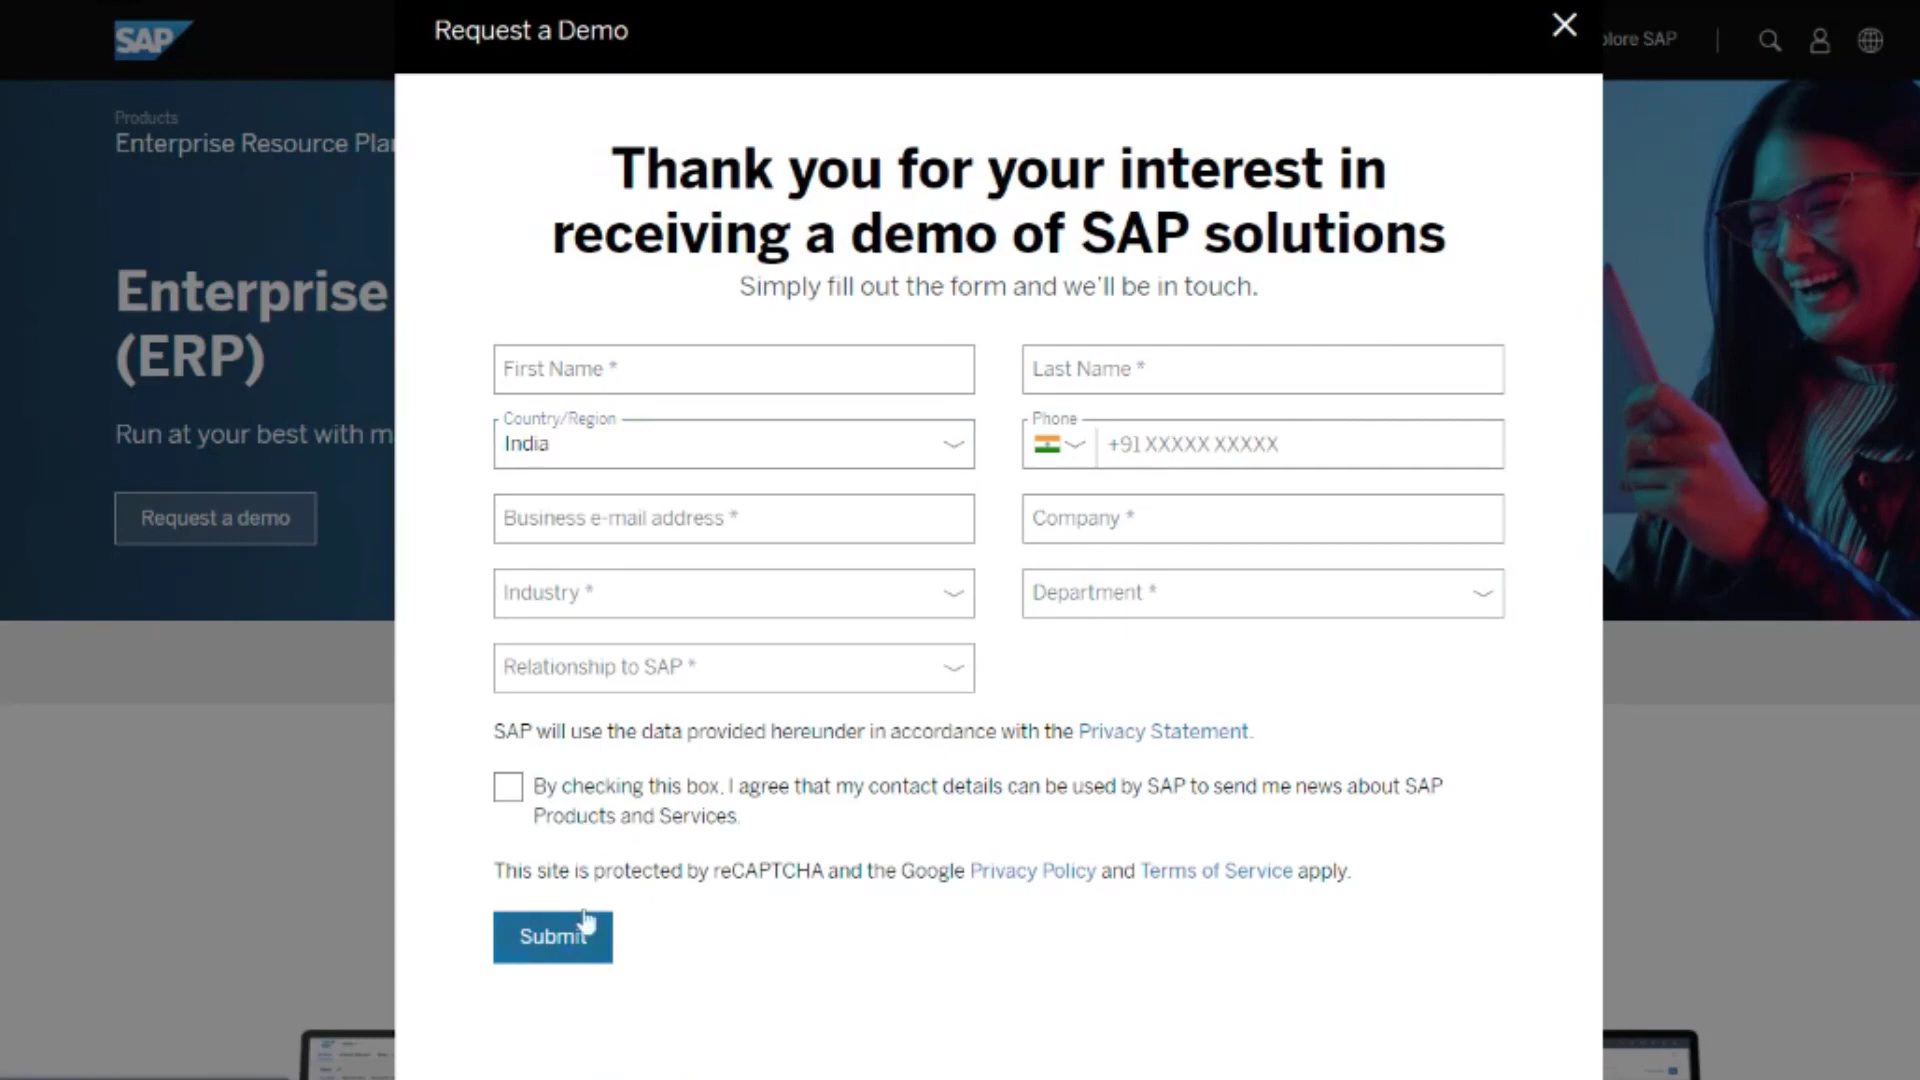 Request a Demo
SAP
plore SAP
Products
Enterprise Resource Plan
Thank you for your interest in
receiving a demo of SAP solutions
Simply fill out the form and we'll be in touch.
Enterprise
(ERP)
Run at your best with m
Request a demo
First Name *
Last Name *
Country/Region
India
Phone
+91 XXXXX XXXXX
Business e-mail address *
Company *
Industry *
Department *
Relationship to SAP *
SAP will use the data provided hereunder in accordance with the Privacy Statement.
By checking this box, I agree that my contact details can be used by SAP to send me news about SAP
Products and Services.
This site is protected by reCAPTCHA and the Google Privacy Policy and Terms of Service apply.
Submit